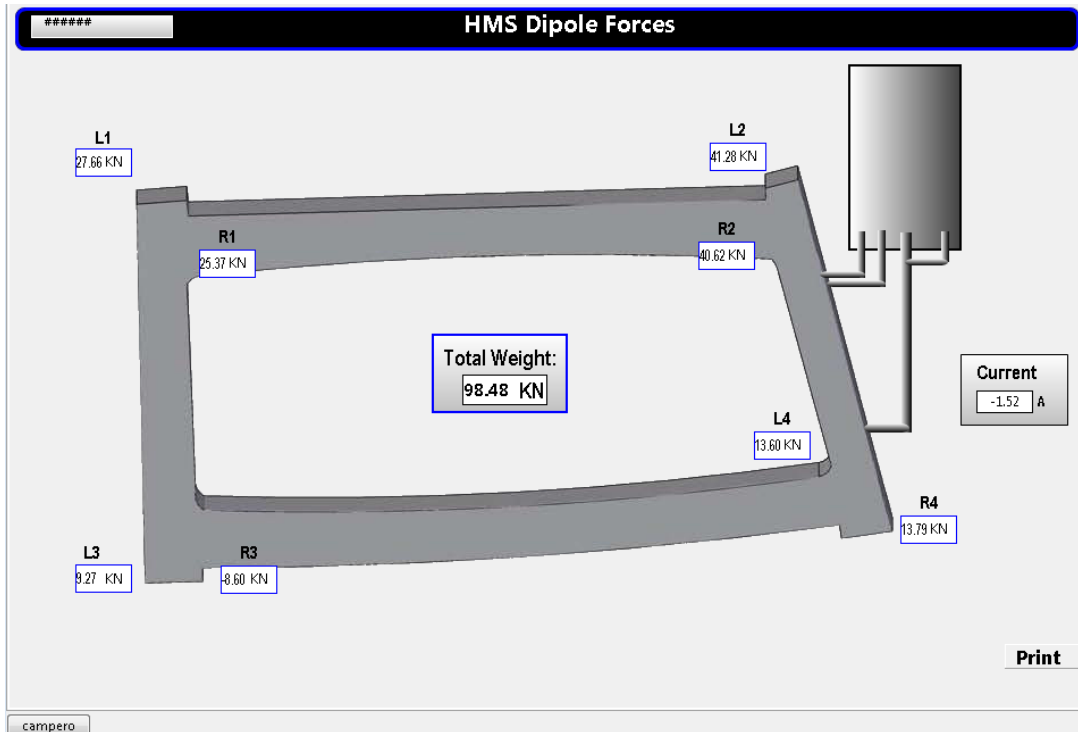 ######
HMS Dipole Forces
L1
27.66 KN
L2
41.28 KN
R1
25.37 KN
R2
40.62 KN
Total Weight:
98.48 KN
Current
-1.52 A
L4
13.60 KN
R4
13.79 KN
L3
9.27 KN
R3
-8.60 KN
Print
campero